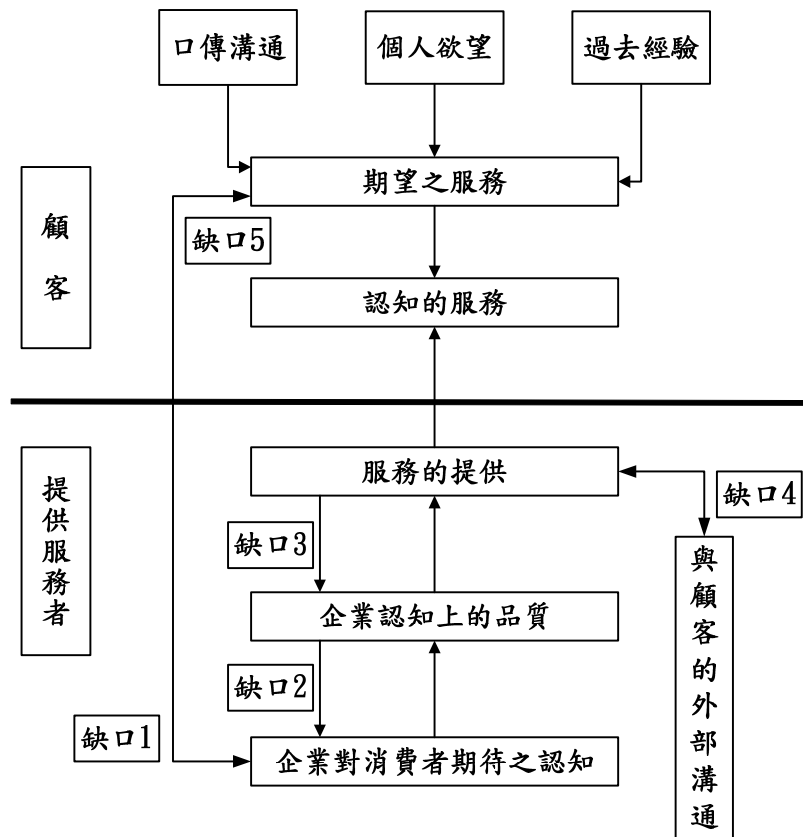 口傳溝通
個人欲望
過去經驗
期望之服務
顧客
缺口5
認知的服務
提供服務者
服務的提供
缺口4
缺口3
與顧客的外部溝通
企業認知上的品質
缺口2
缺口1
企業對消費者期待之認知